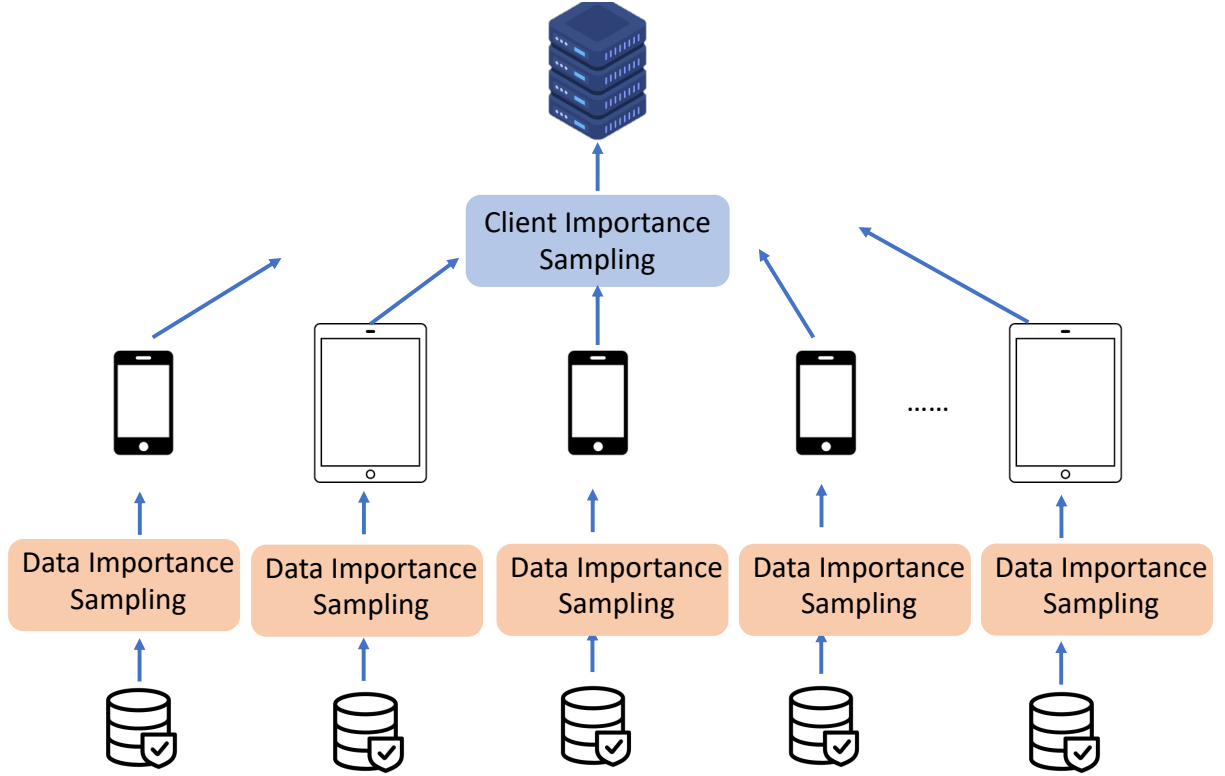 Client Importance
Sampling
......
Data Importance
Sampling
Data Importance
Sampling
Data Importance
Sampling
Data Importance
Sampling
Data Importance
Sampling